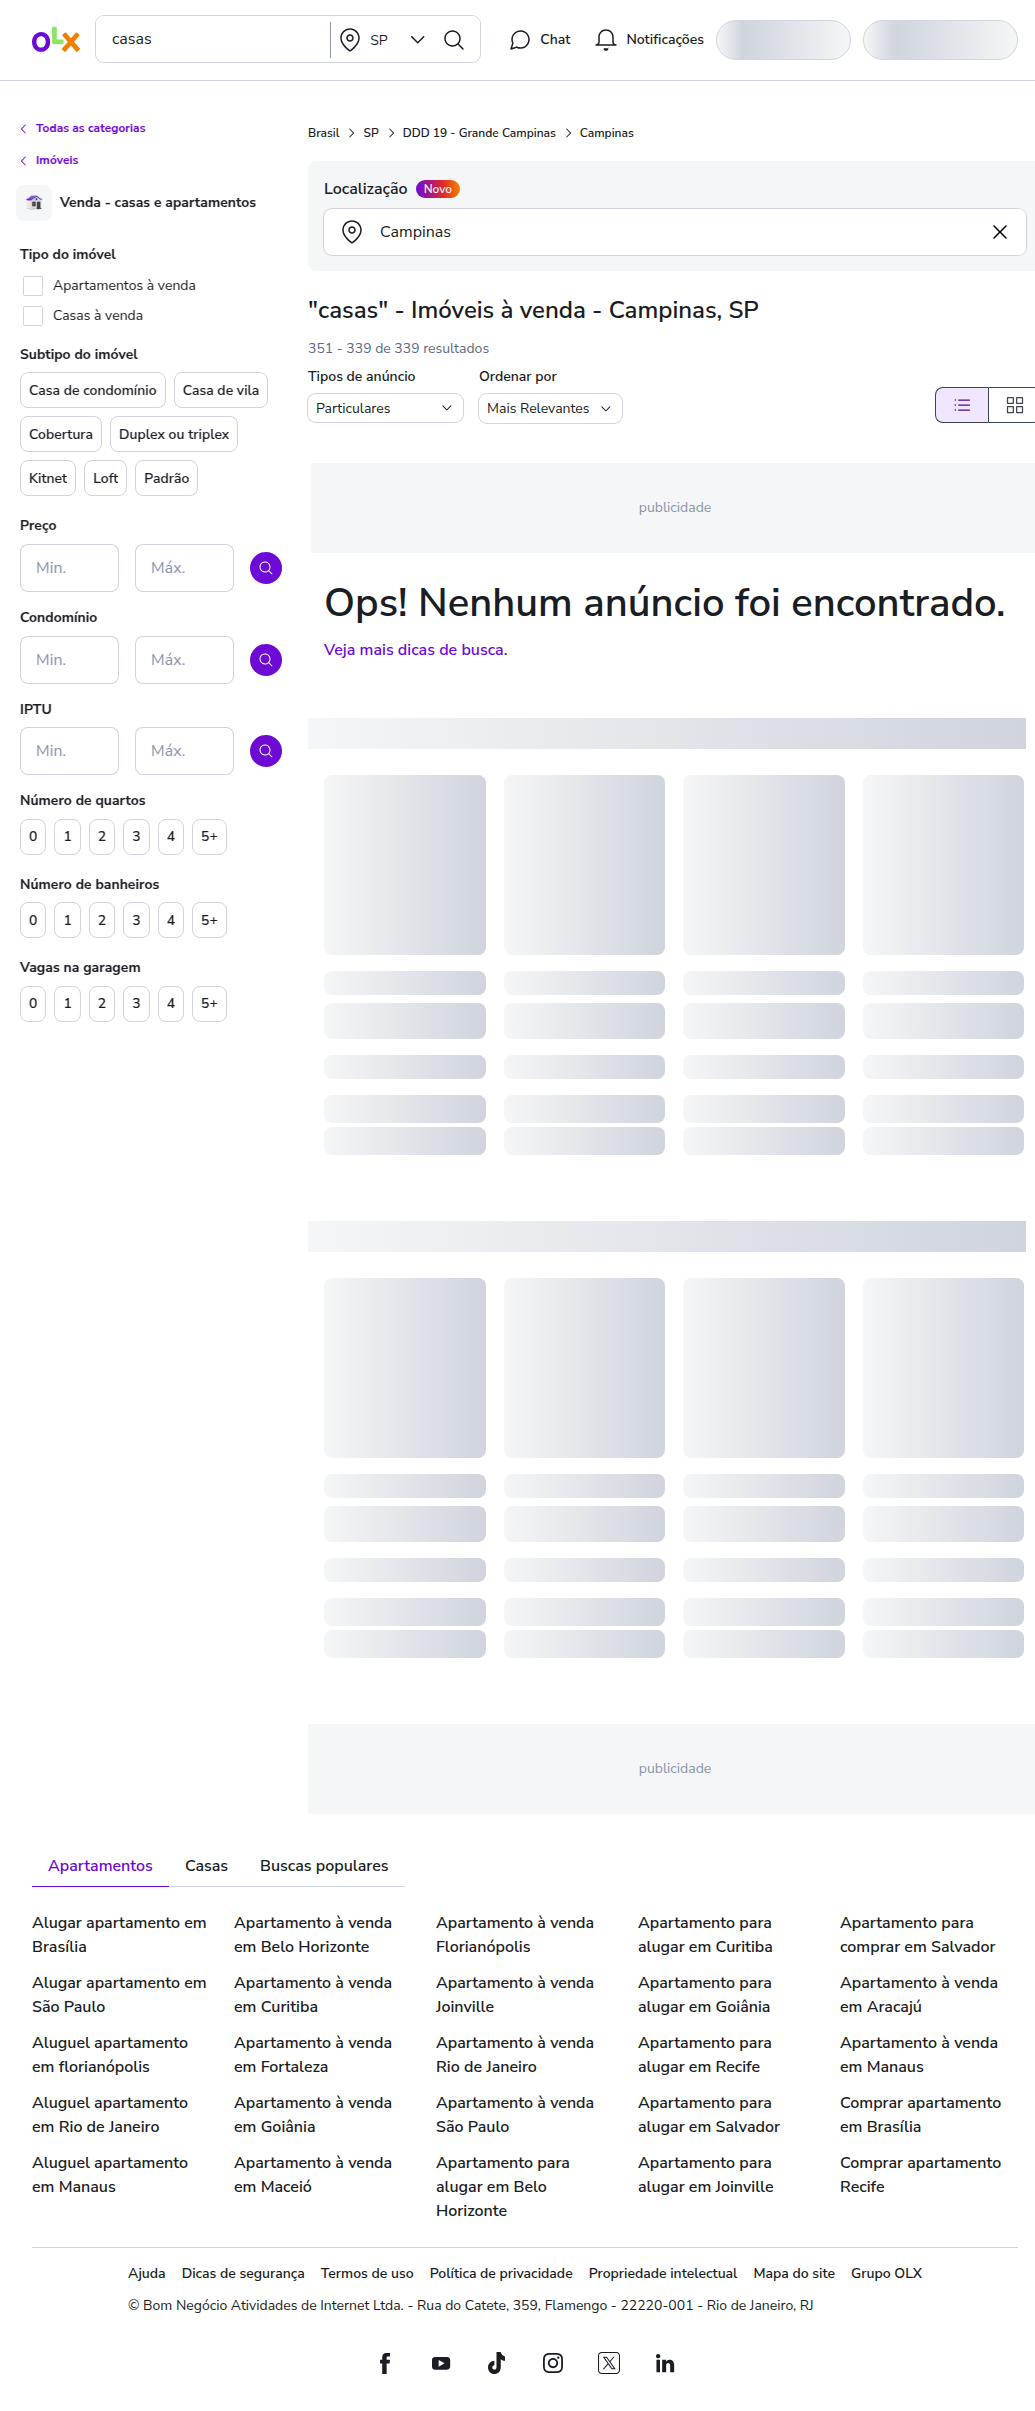 OLX
casas
SP
Chat
Notificações
Todas as categorias
Imóveis
Venda - casas e apartamentos
Tipo do imóvel
Apartamentos à venda
Casas à venda
Subtipo do imóvel
Casa de condomínio
Casa de vila
Cobertura
Duplex ou triplex
Kitnet
Loft
Padrão
Preço
Min.
Máx.
Condomínio
Min.
Máx.
IPTU
Min.
Máx.
Número de quartos
0 1 2 3 4 5+
Número de banheiros
0 1 2 3 4 5+
Vagas na garagem
0 1 2 3 4 5+
Brasil
SP
DDD 19 - Grande Campinas
Campinas
Localização
Novo
Campinas
"casas" - Imóveis à venda - Campinas, SP
351 - 339 de 339 resultados
Tipos de anúncio
Particulares
Ordenar por
Mais Relevantes
publicidade
Ops! Nenhum anúncio foi encontrado.
Veja mais dicas de busca.
publicidade
Apartamentos
Casas
Buscas populares
Alugar apartamento em
Brasília
Alugar apartamento em
São Paulo
Aluguel apartamento
em florianópolis
Aluguel apartamento
em Rio de Janeiro
Aluguel apartamento
em Manaus
Apartamento à venda
em Belo Horizonte
Apartamento à venda
em Curitiba
Apartamento à venda
em Fortaleza
Apartamento à venda
em Goiânia
Apartamento à venda
em Maceió
Apartamento à venda
Florianópolis
Apartamento à venda
Joinville
Apartamento à venda
Rio de Janeiro
Apartamento à venda
São Paulo
Apartamento para
alugar em Belo
Horizonte
Apartamento para
alugar em Curitiba
Apartamento para
alugar em Goiânia
Apartamento para
alugar em Recife
Apartamento para
alugar em Salvador
Apartamento para
alugar em Joinville
Apartamento para
comprar em Salvador
Apartamento à venda
em Aracajú
Apartamento à venda
em Manaus
Comprar apartamento
em Brasília
Comprar apartamento
Recife
Ajuda
Dicas de segurança
Termos de uso
Política de privacidade
Propriedade intelectual
Mapa do site
Grupo OLX
© Bom Negócio Atividades de Internet Ltda. - Rua do Catete, 359, Flamengo - 22220-001 - Rio de Janeiro, RJ